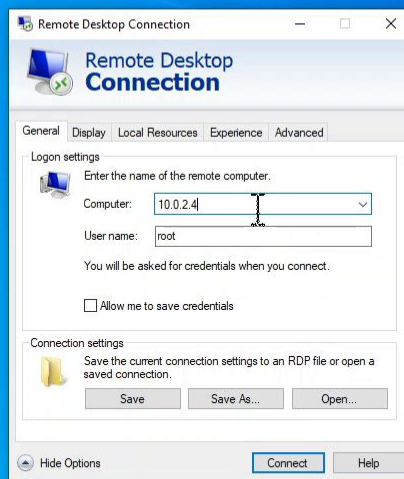 Remote Desktop Connection
Remote Desktop
Connection
General Display Local Resources Experience Advanced
Logon settings
Enter the name of the remote computer.
Computer: 10.0.2.4
User name: root
You will be asked for credentials when you connect.
Allow me to save credentials
Connection settings
Save the current connection settings to an RDP file or open a
saved connection.
Save Save As... Open...
Hide Options Connect Help